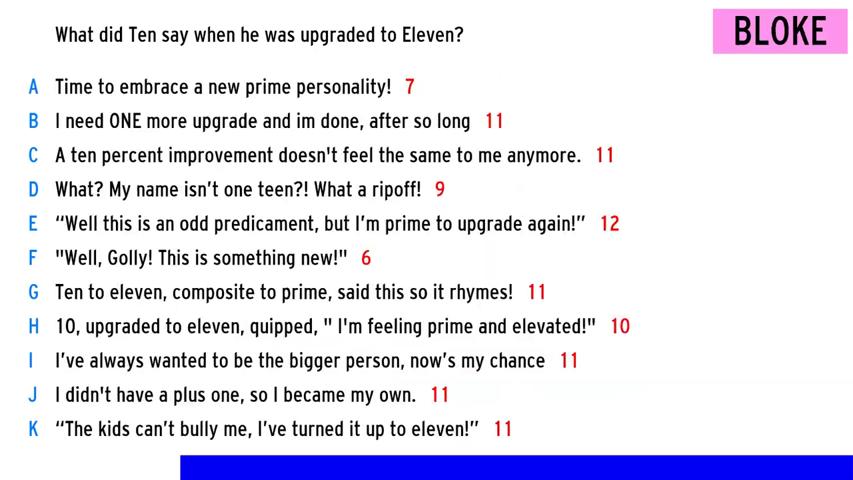 What did Ten say when he was upgraded to Eleven?
BLOKE
A Time to embrace a new prime personality! 7
B I need ONE more upgrade and im done, after so long 11
C A ten percent improvement doesn't feel the same to me anymore. 11
D What? My name isn’t one teen?! What a ripoff! 9
E “Well this is an odd predicament, but I’m prime to upgrade again!” 12
F "Well, Golly! This is something new!" 6
G Ten to eleven, composite to prime, said this so it rhymes! 11
H 10, upgraded to eleven, quipped, " I'm feeling prime and elevated!" 10
I I’ve always wanted to be the bigger person, now’s my chance 11
J I didn't have a plus one, so I became my own. 11
K “The kids can’t bully me, I’ve turned it up to eleven!” 11